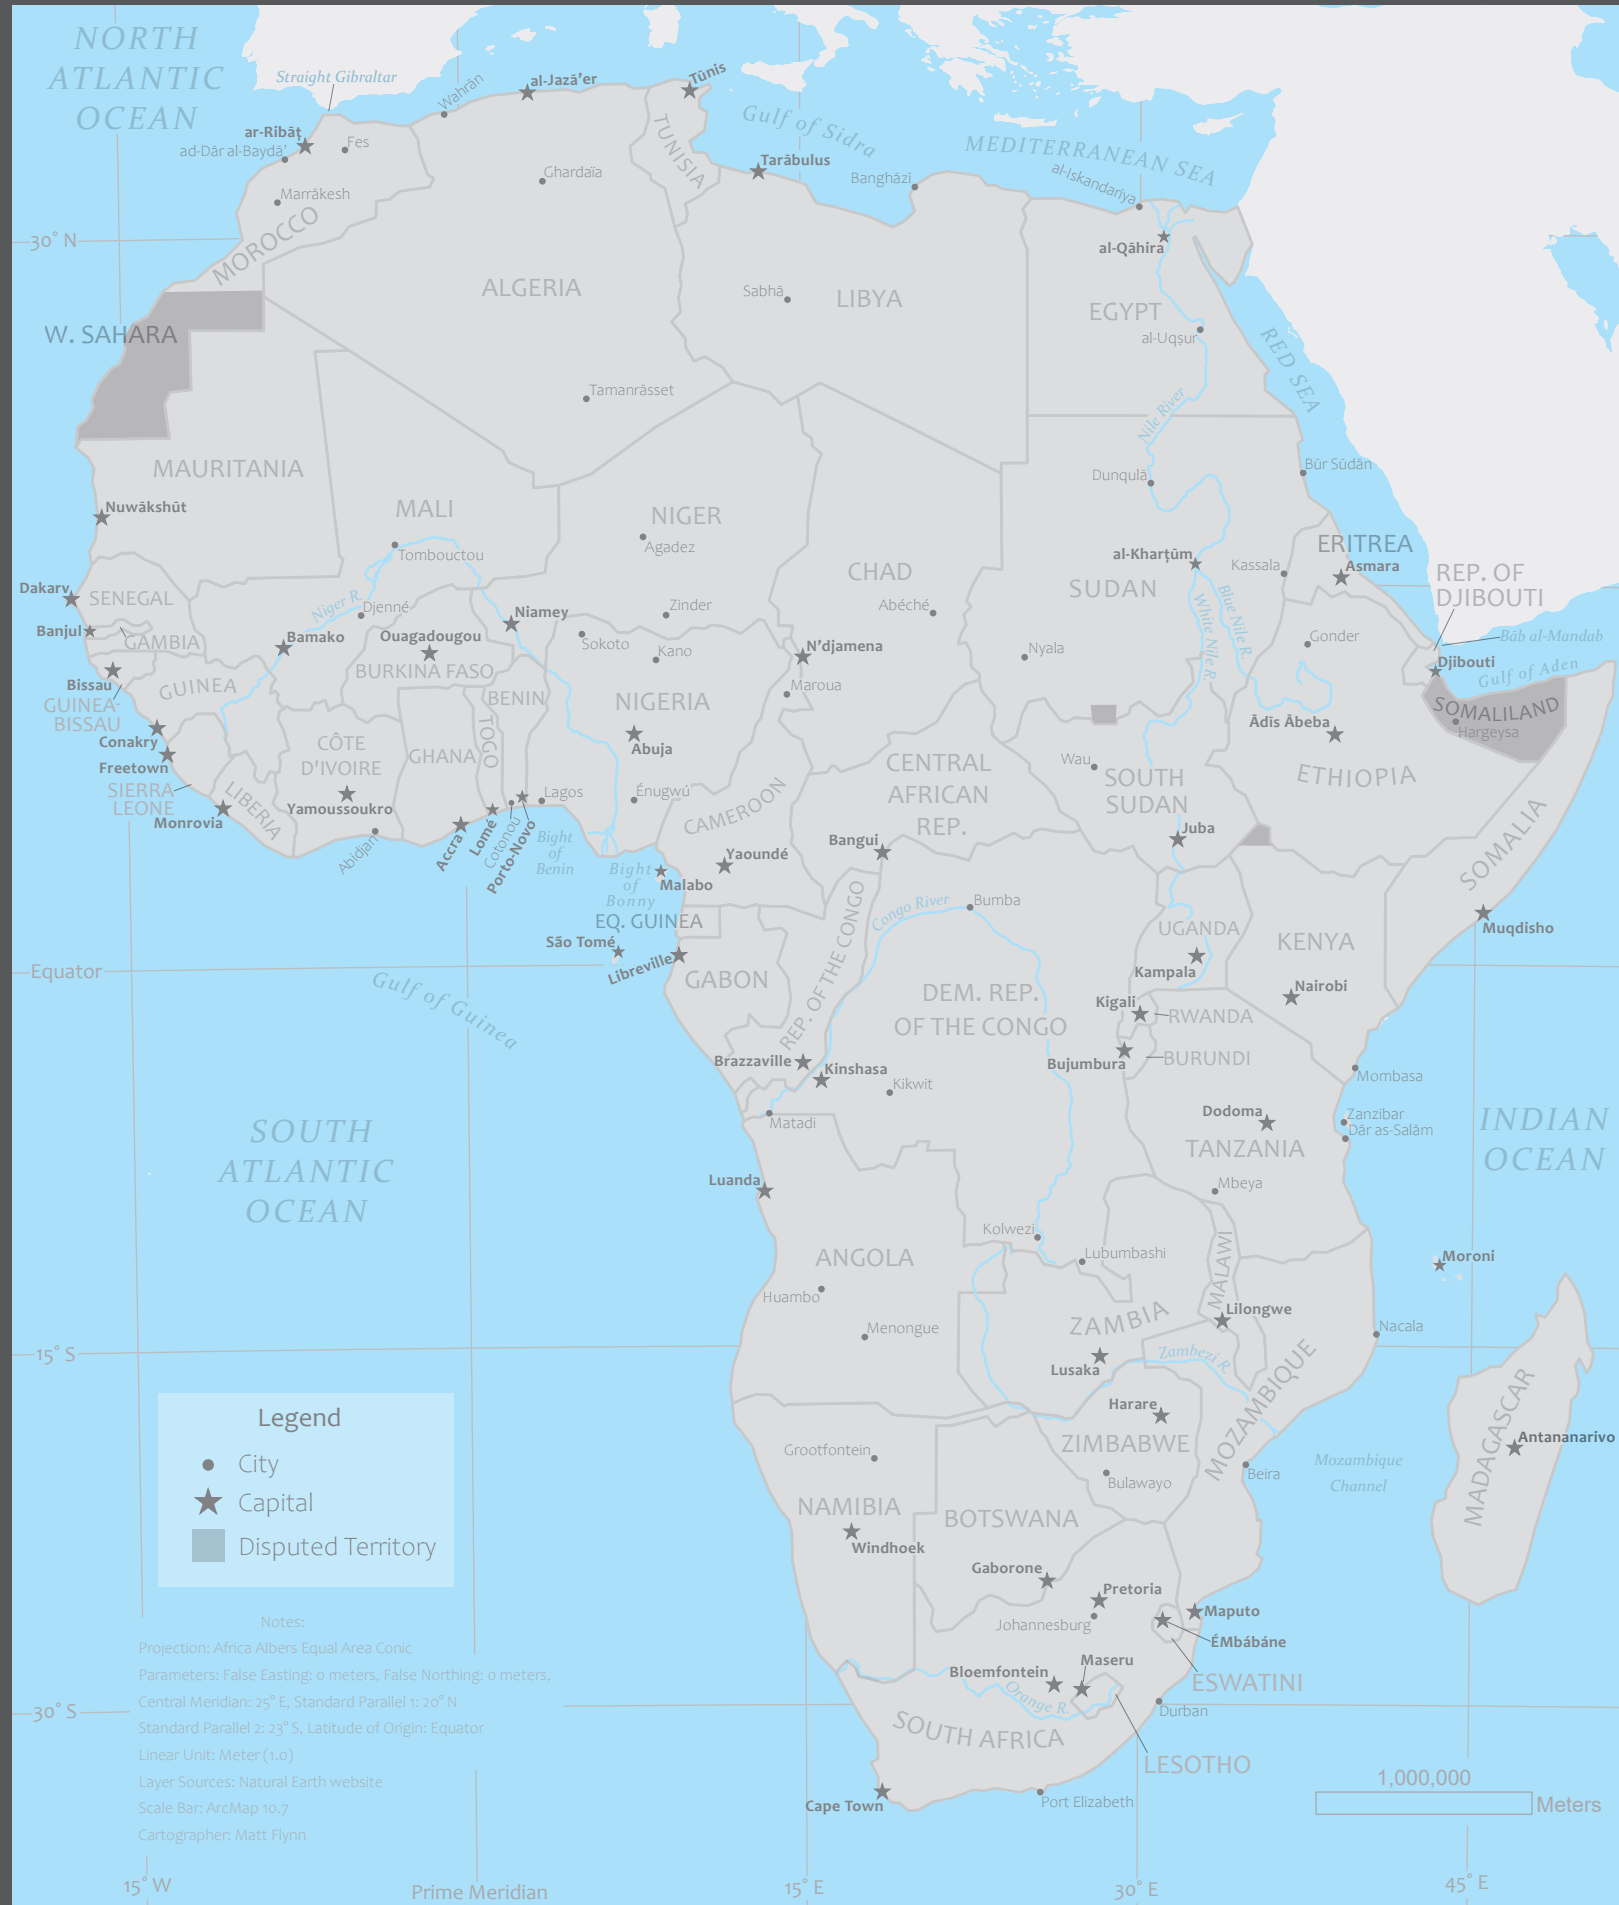 NORTH
ATLANTIC
OCEAN
Straight Gibraltar
Wahrān
al-Jazā'er
Tūnis
Gulf of Sidra
MEDITERRANEAN SEA
ar-Ribāṭ
ad-Dār al-Baydā'
Fes
TUNISIA
Tarābulus
Banghāzī
al-Iskandariya
Ghardaïa
Marrākesh
MOROCCO
30° N
al-Qāhira
ALGERIA
Sabhā
LIBYA
EGYPT
al-Uqṣur
RED SEA
W. SAHARA
Tamanrāsset
Nile River
MAURITANIA
Dunqulā
Būr Sūdān
Nuwākshūt
MALI
NIGER
Agadez
Tombouctou
ERITREA
al-Kharṭūm
Kassala
Asmara
REP. OF
DJIBOUTI
CHAD
SUDAN
Dakarv
SENEGAL
Niger R.
Djenné
Niamey
Zinder
Abéché
White Nile R.
Blue Nile R.
Banjul
GAMBIA
Bamako
Ouagadougou
Sokoto
Kano
N'djamena
Nyala
Gonder
Bāb al-Mandab
Djibouti
Gulf of Aden
BURKINA FASO
Bissau
GUINEA
GUINEA-
BISSAU
BENIN
NIGERIA
Maroua
SOMALILAND
Hargeysa
Conakry
Freetown
CÔTE
D'IVOIRE
GHANA
TOGO
Abuja
Ādīs Ābeba
CENTRAL
AFRICAN
REP.
Wau
SOUTH
SUDAN
ETHIOPIA
SIERRA
LEONE
Monrovia
LIBERIA
Yamoussoukro
Abidjan
Accra
Lomé
Cotonou
Porto-Novo
Lagos
Énugwú
CAMEROON
SOMALIA
Bight
of
Benin
Bangui
Juba
Yaoundé
Bight
of
Bonny
Malabo
EQ. GUINEA
REP. OF THE CONGO
Congo River
Bumba
Muqdisho
UGANDA
KENYA
São Tomé
Libreville
Kampala
Equator
Gulf of Guinea
GABON
DEM. REP.
OF THE CONGO
Nairobi
Kigali
RWANDA
Brazzaville
Kinshasa
Bujumbura
BURUNDI
Mombasa
Kikwit
Matadi
Dodoma
Zanzibar
Dār as-Salām
TANZANIA
INDIAN
OCEAN
SOUTH
ATLANTIC
OCEAN
Luanda
Mbeya
Kolwezi
ANGOLA
Lubumbashi
MALAWI
Moroni
Huambo
Menongue
ZAMBIA
Lilongwe
Nacala
15° S
Lusaka
Zambezi R.
MOZAMBIQUE
MADAGASCAR
Legend
City
Capital
Disputed Territory
Harare
ZIMBABWE
Antananarivo
Grootfontein
Bulawayo
Beira
Mozambique
Channel
NAMIBIA
BOTSWANA
Windhoek
Gaborone
Pretoria
Johannesburg
Maputo
ÉMbábáne
Maseru
Bloemfontein
ESWATINI
Orange R.
Durban
30° S
SOUTH AFRICA
LESOTHO
Cape Town
Port Elizabeth
Notes:
Projection: Africa Albers Equal Area Conic
Parameters: False Easting: 0 meters, False Northing: 0 meters,
Central Meridian: 25° E, Standard Parallel 1: 20° N
Standard Parallel 2: 23° S, Latitude of Origin: Equator
Linear Unit: Meter (1.0)
Layer Sources: Natural Earth website
Scale Bar: ArcMap 10.7
Cartographer: Matt Flynn
1,000,000
Meters
15° W
Prime Meridian
15° E
30° E
45° E